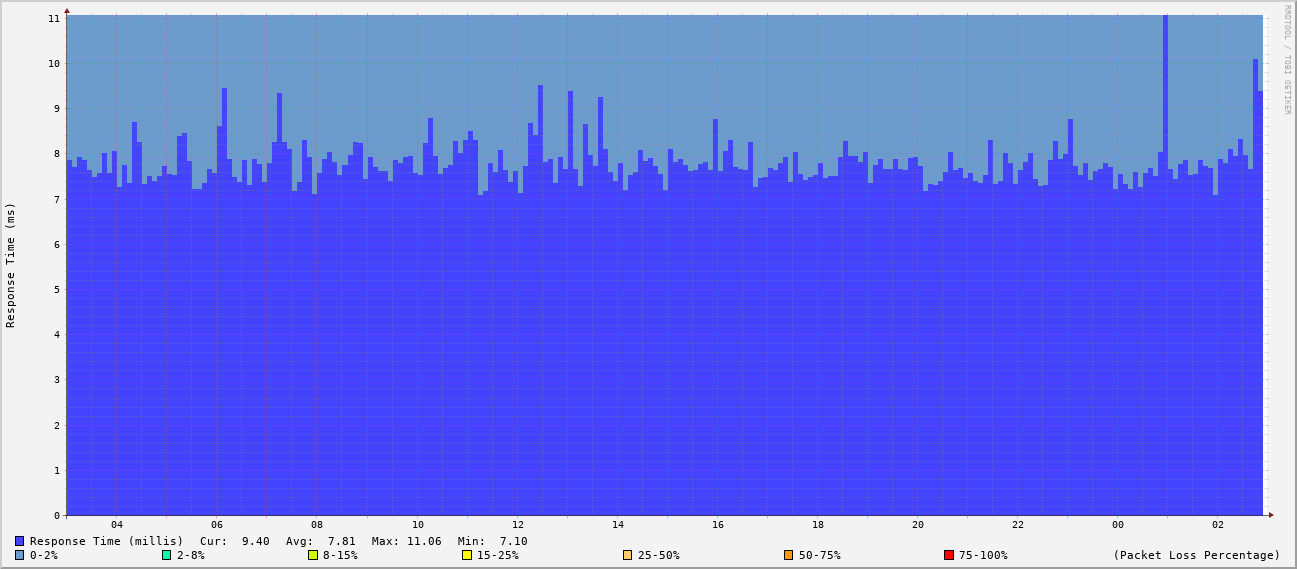 RRDTOOL / TOBI OETIKER
Response Time (ms)
11
10
9
8
7
6
5
4
3
2
1
0
04 06 08 10 12 14 16 18 20 22 00 02
Response Time (millis) Cur: 9.40 Avg: 7.81 Max: 11.06 Min: 7.10
0-2% 2-8% 8-15% 15-25% 25-50% 50-75% 75-100% (Packet Loss Percentage)